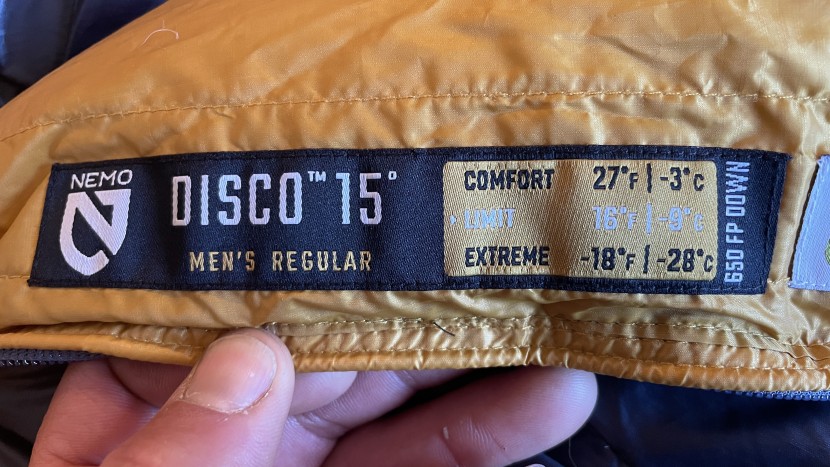 NEMO
DISCO™ 15°
MEN'S REGULAR
COMFORT 27°F | -3°C
LIMIT 16°F | -9°C
EXTREME -18°F | -28°C
650 FP DOWN